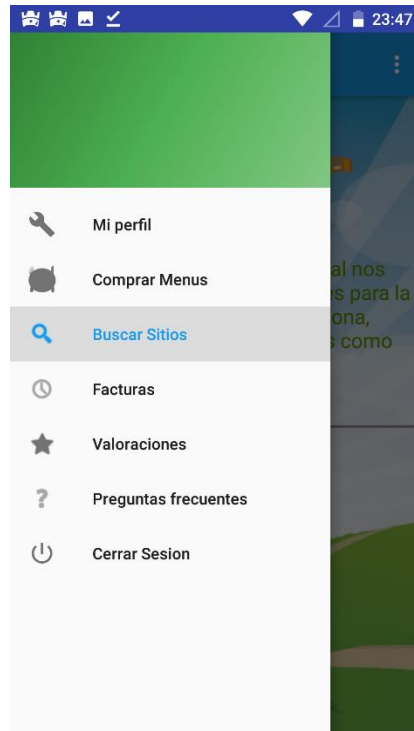 23:47
Mi perfil
Comprar Menus
Buscar Sitios
Facturas
Valoraciones
Preguntas frecuentes
Cerrar Sesion
al nos
es para la
ona,
s como